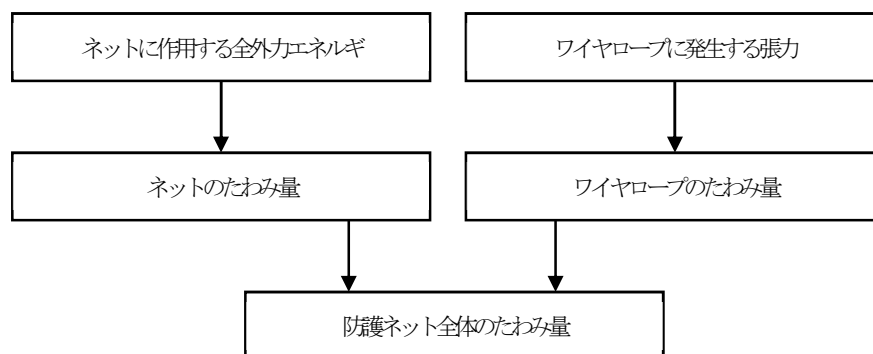 ネットに作用する全外力エネルギ
ワイヤロープに発生する張力
ネットのたわみ量
ワイヤロープのたわみ量
防護ネット全体のたわみ量